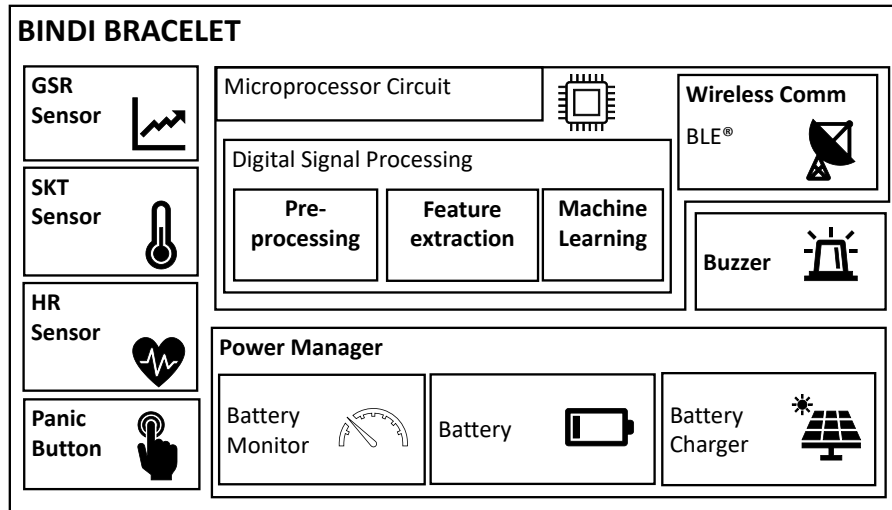 BINDI BRACELET
GSR
Sensor
SKT
Sensor
HR
Sensor
Panic
Button
Microprocessor Circuit
Digital Signal Processing
Pre-
processing
Feature
extraction
Machine
Learning
Wireless Comm
BLE®
Buzzer
Power Manager
Battery
Monitor
Battery
Battery
Charger